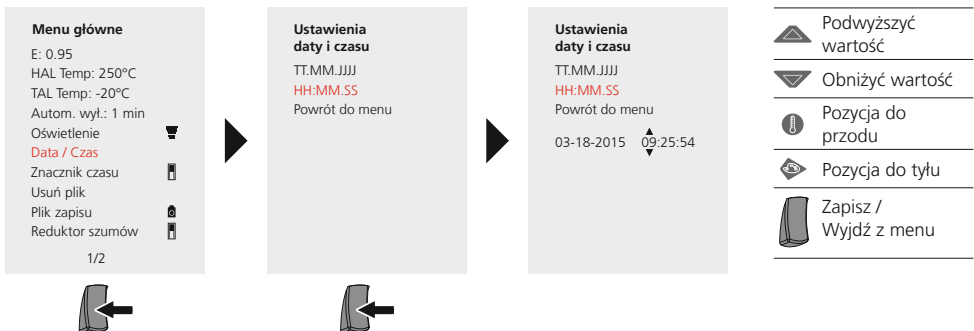 Menu główne
E: 0.95
HAL Temp: 250ºC
TAL Temp: -20ºC
Autom. wył.: 1 min
Oświetlenie
Data / Czas
Znacznik czasu
Usuń plik
Plik zapisu
Reduktor szumów
1/2
Ustawienia
daty i czasu
TT.MM.JJJJ
HH:MM.SS
Powrót do menu
Ustawienia
daty i czasu
TT.MM.JJJJ
HH:MM.SS
Powrót do menu
03-18-2015 09:25:54
Podwyższyć
wartość
Obniżyć wartość
Pozycja do
przodu
Pozycja do tyłu
Zapisz /
Wyjdź z menu